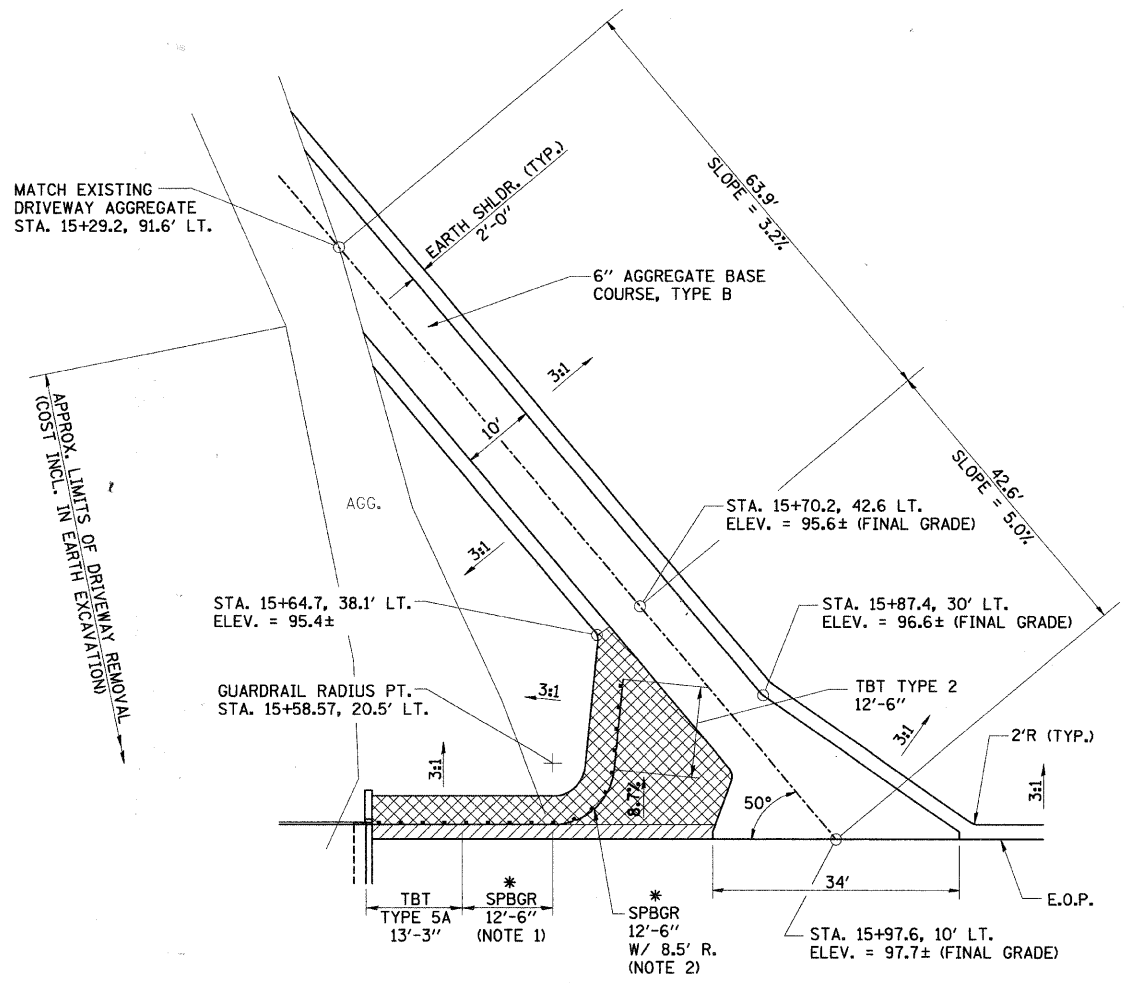 63.9'
SLOPE = 3.2%
MATCH EXISTING
DRIVEWAY AGGREGATE
STA. 15+29.2, 91.6' LT.
EARTH SHLDR. (TYP.)
2'-0"
6" AGGREGATE BASE
COURSE, TYPE B
3:1
10'
42.6'
SLOPE = 5.0%
APPROX. LIMITS OF DRIVEWAY REMOVAL
(COST INCL. IN EARTH EXCAVATION)
AGG.
3:1
STA. 15+70.2, 42.6 LT.
ELEV. = 95.6± (FINAL GRADE)
STA. 15+64.7, 38.1' LT.
ELEV. = 95.4±
STA. 15+87.4, 30' LT.
ELEV. = 96.6± (FINAL GRADE)
GUARDRAIL RADIUS PT.
STA. 15+58.57, 20.5' LT.
3:1
TBT TYPE 2
12'-6"
3:1
2'R (TYP.)
3:1
3:1
8.7%
50°
34'
E.O.P.
TBT
TYPE 5A
13'-3"
*
SPBGR
12'-6"
(NOTE 1)
*
SPBGR
12'-6"
W/ 8.5' R.
(NOTE 2)
STA. 15+97.6, 10' LT.
ELEV. = 97.7± (FINAL GRADE)